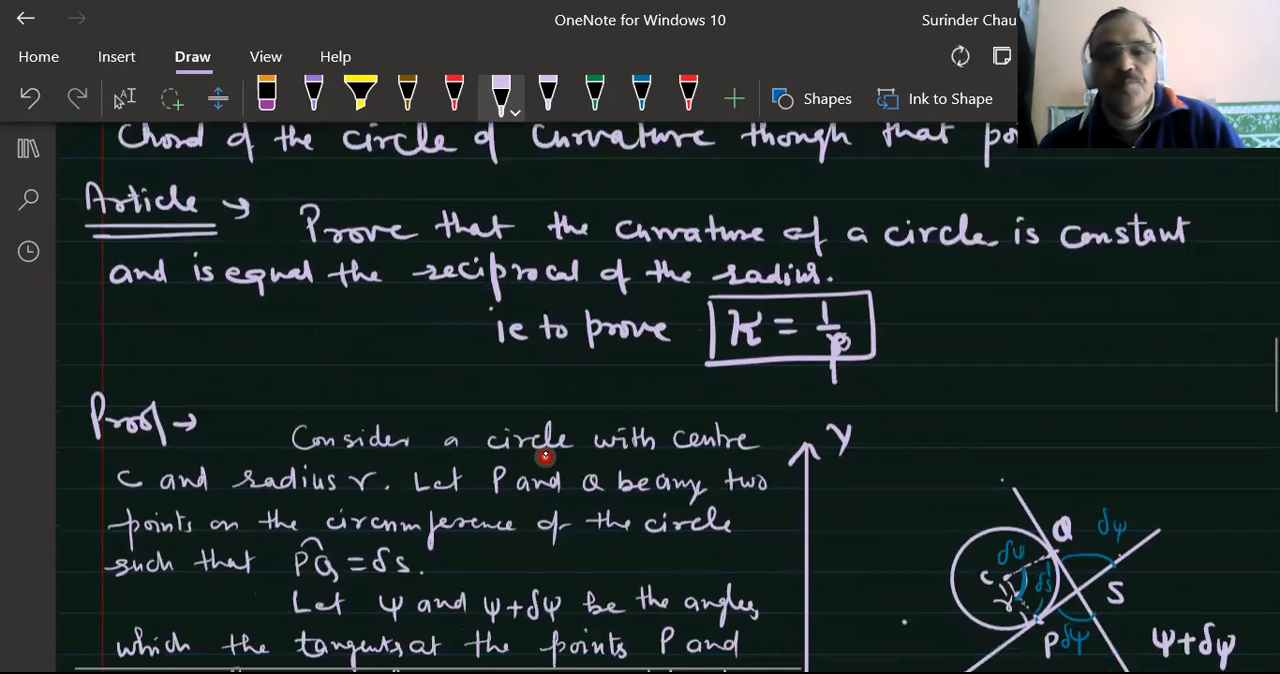 OneNote for Windows 10
Surinder Chau
Home Insert Draw View Help
Shapes Ink to Shape
Chord of the circle of Curvature though that po
Article → Prove that the curvature of a circle is constant
and is equal the reciprocal of the radius.
ie to prove K = 1/ρ
Proof → Consider a circle with centre
C and radius r. Let P and Q be any two
points on the circumference of the circle
such that PQ = δs.
Let ψ and ψ+δψ be the angles
which the tangents at the points P and
Y
Q δψ
C δψ δs
r S
P δψ ψ+δψ